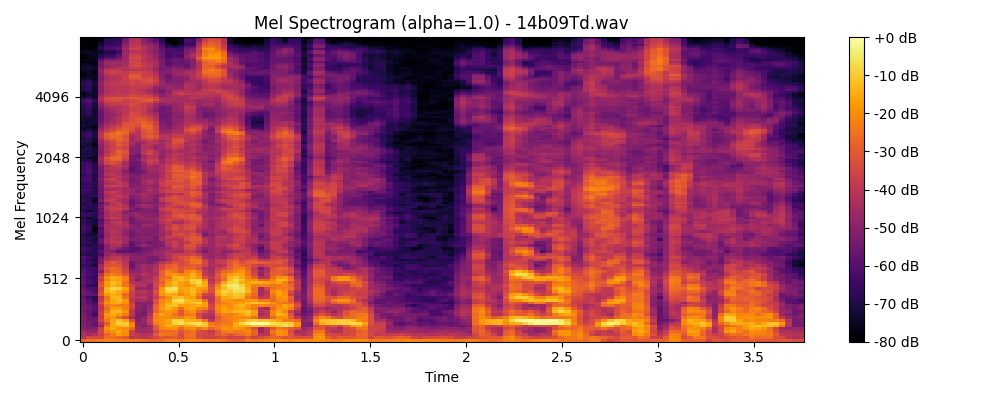 Mel Spectrogram (alpha=1.0) - 14b09Td.wav
Mel Frequency
4096
2048
1024
512
0
0
0.5
1
1.5
2
2.5
3
3.5
Time
+0 dB
-10 dB
-20 dB
-30 dB
-40 dB
-50 dB
-60 dB
-70 dB
-80 dB